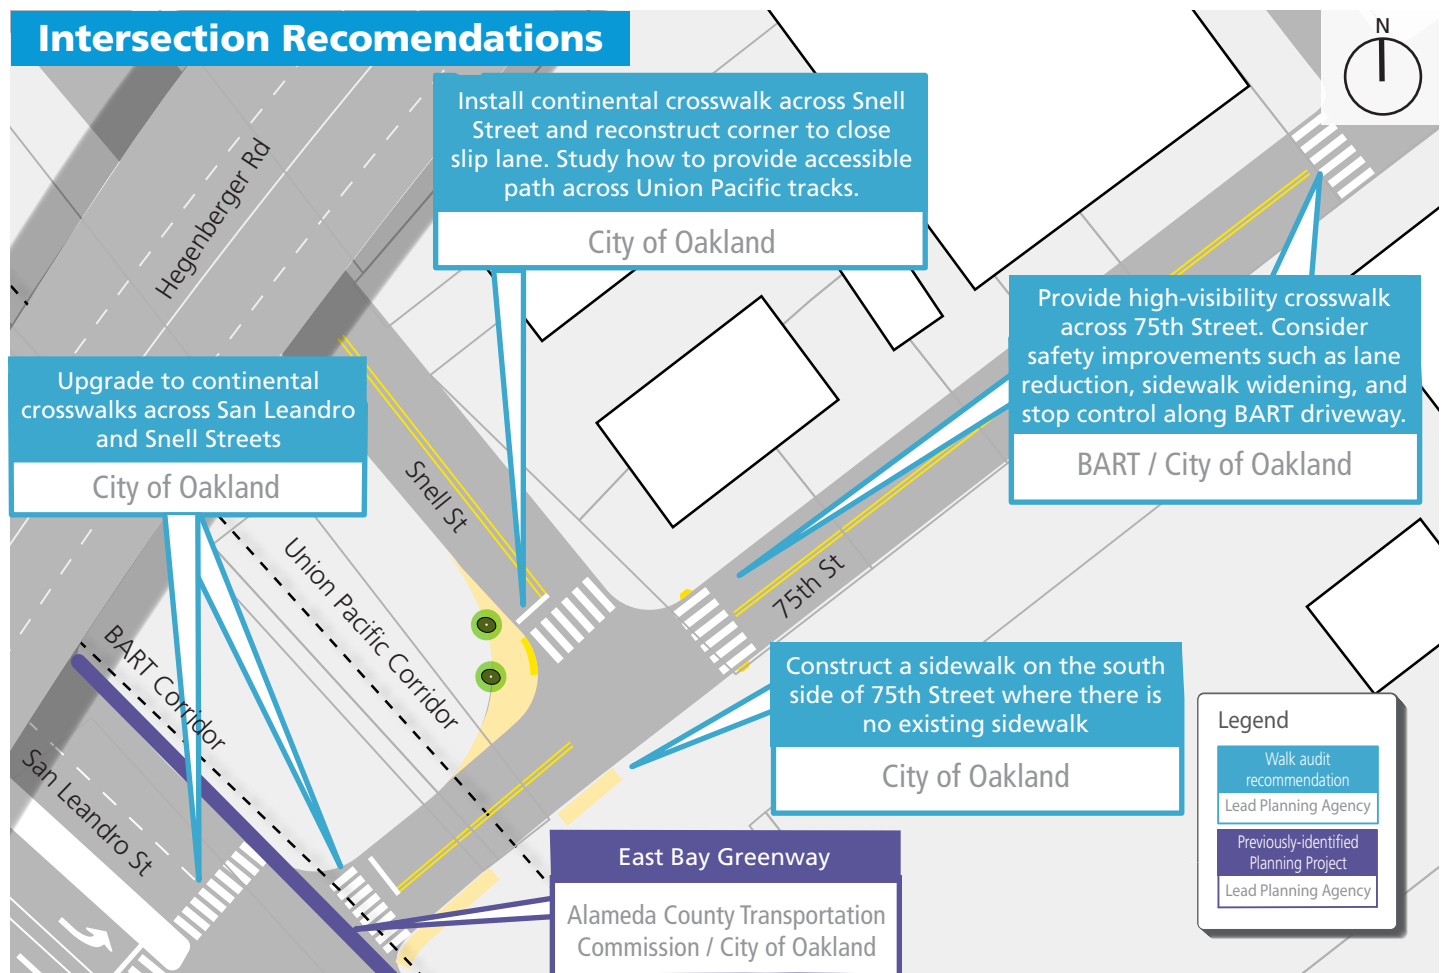 Intersection Recomendations
N
Install continental crosswalk across Snell
Street and reconstruct corner to close
slip lane. Study how to provide accessible
path across Union Pacific tracks.
City of Oakland
Hegenberger Rd
Provide high-visibility crosswalk
across 75th Street. Consider
safety improvements such as lane
reduction, sidewalk widening, and
stop control along BART driveway.
BART / City of Oakland
Upgrade to continental
crosswalks across San Leandro
and Snell Streets
City of Oakland
Snell St
Union Pacific Corridor
75th St
BART Corridor
San Leandro St
Construct a sidewalk on the south
side of 75th Street where there is
no existing sidewalk
City of Oakland
East Bay Greenway
Alameda County Transportation
Commission / City of Oakland
Legend
Walk audit
recommendation
Lead Planning Agency
Previously-identified
Planning Project
Lead Planning Agency